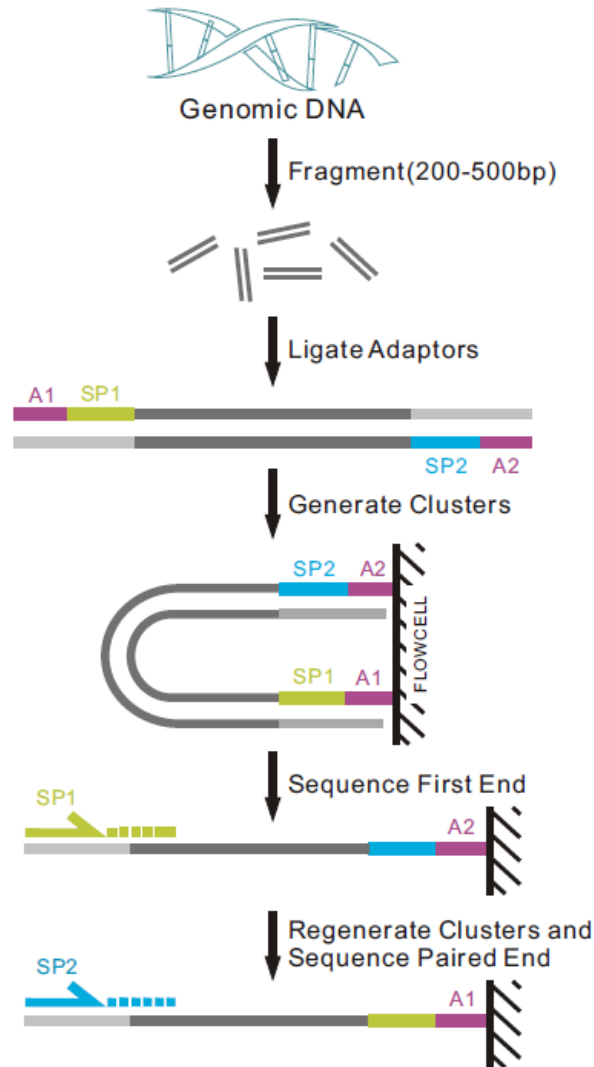 Genomic DNA
Fragment(200-500bp)
Ligate Adaptors
A1 SP1
SP2 A2
Generate Clusters
SP2 A2
FLOWCELL
SP1 A1
Sequence First End
SP1
A2
Regenerate Clusters and
Sequence Paired End
SP2
A1